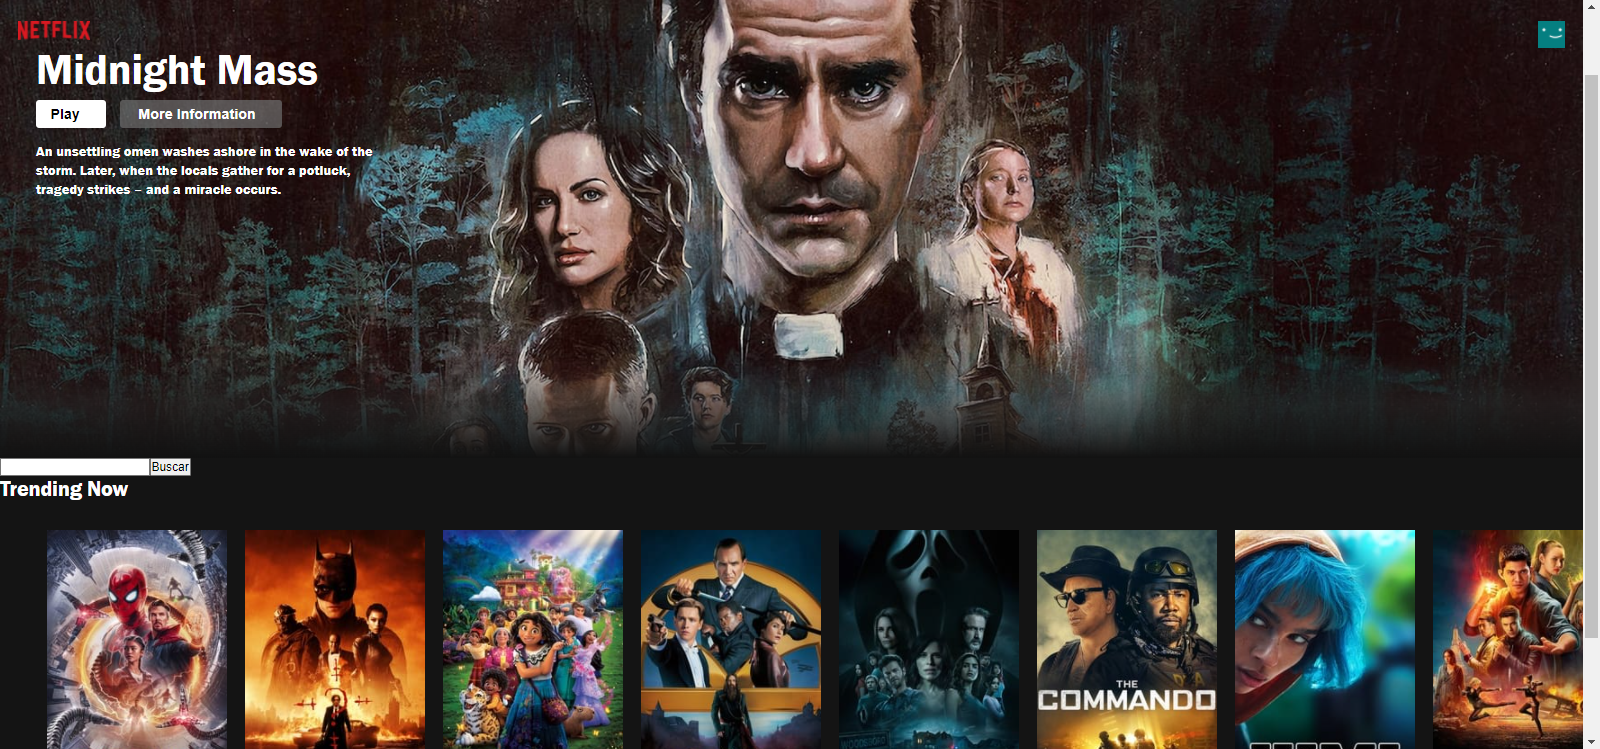 NETFLIX
Midnight Mass
Play
More Information
An unsettling omen washes ashore in the wake of the
storm. Later, when the locals gather for a potluck,
tragedy strikes – and a miracle occurs.
Buscar
Trending Now
THE
COMMANDO